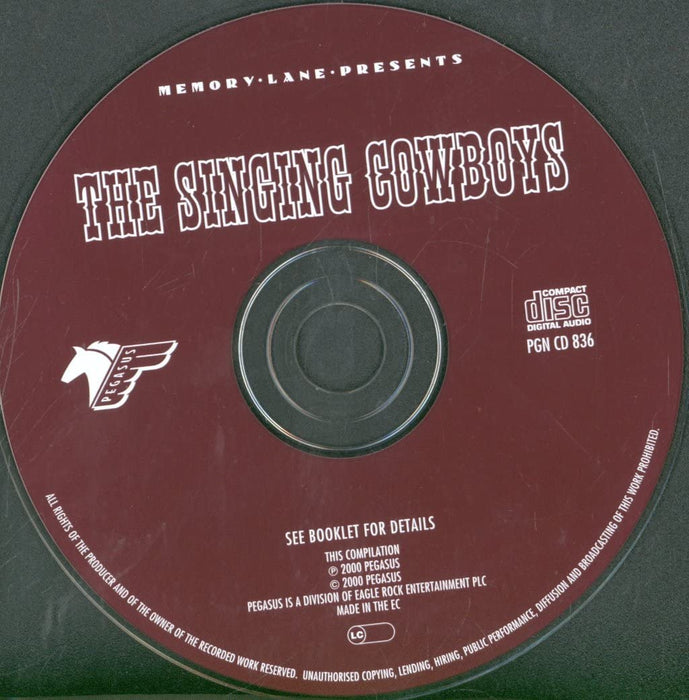 MEMORY·LANE·PRESENTS
THE SINGING COWBOYS
COMPACT
disc
DIGITAL AUDIO
PGN CD 836
PEGASUS
SEE BOOKLET FOR DETAILS
THIS COMPILATION
℗ 2000 PEGASUS
© 2000 PEGASUS
PEGASUS IS A DIVISION OF EAGLE ROCK ENTERTAINMENT PLC
MADE IN THE EC
LC
ALL RIGHTS OF THE PRODUCER AND OF THE OWNER OF THE RECORDED WORK RESERVED. UNAUTHORISED COPYING, LENDING, HIRING, PUBLIC PERFORMANCE, DIFFUSION AND BROADCASTING OF THIS WORK PROHIBITED.